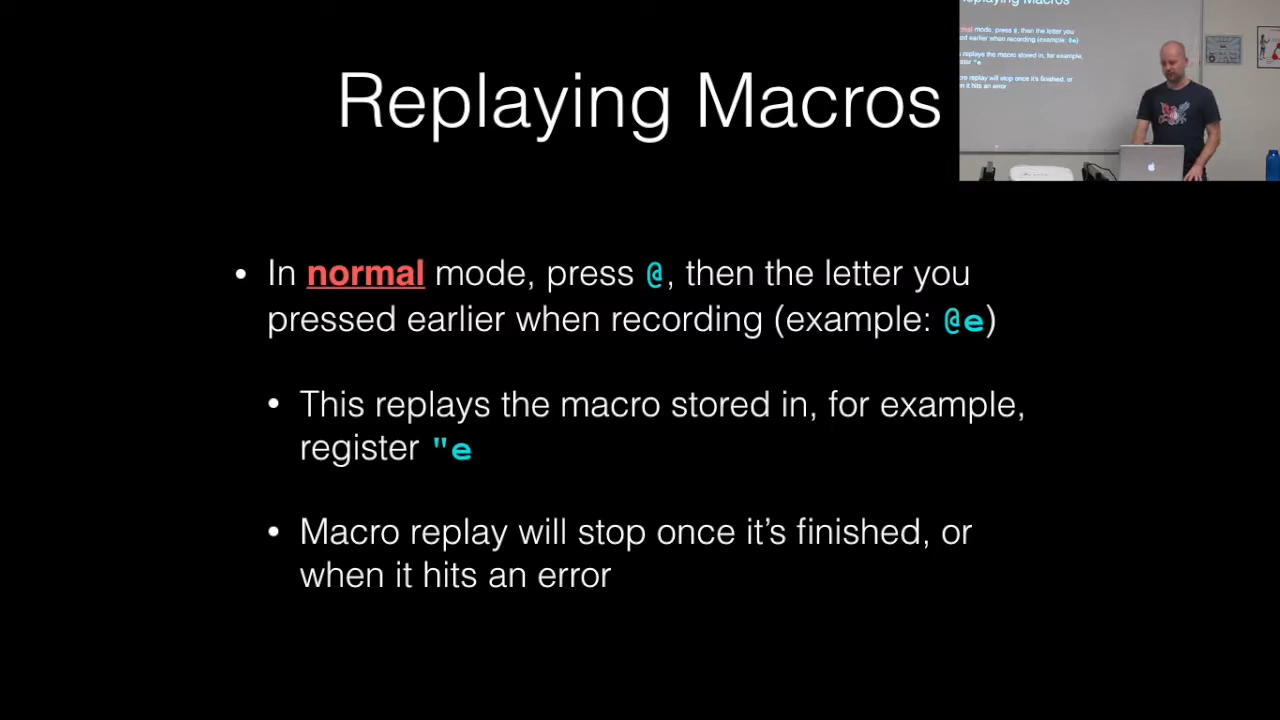 Replaying Macros
• In normal mode, press @, then the letter you
pressed earlier when recording (example: @e)
• This replays the macro stored in, for example,
register "e
• Macro replay will stop once it’s finished, or
when it hits an error